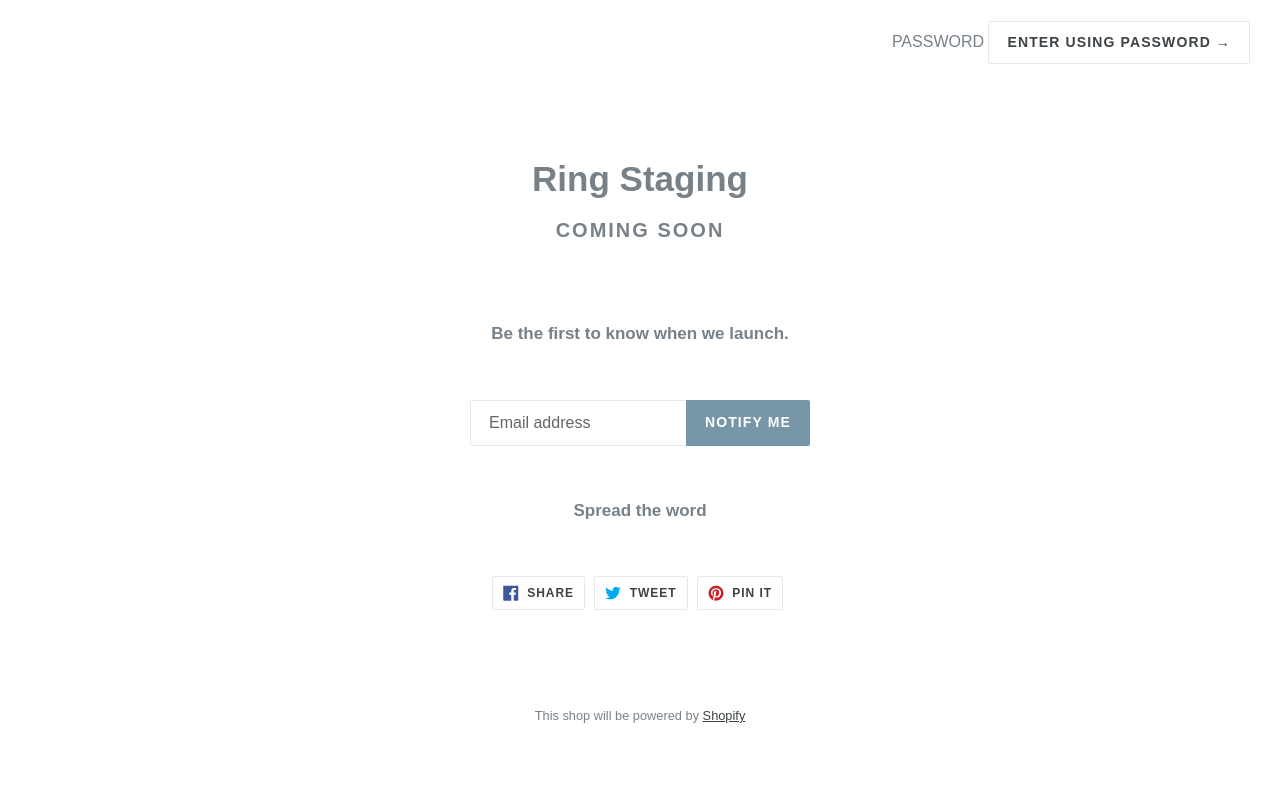 PASSWORD ENTER USING PASSWORD →
Ring Staging
COMING SOON
Be the first to know when we launch.
Email address NOTIFY ME
Spread the word
SHARE TWEET PIN IT
This shop will be powered by Shopify